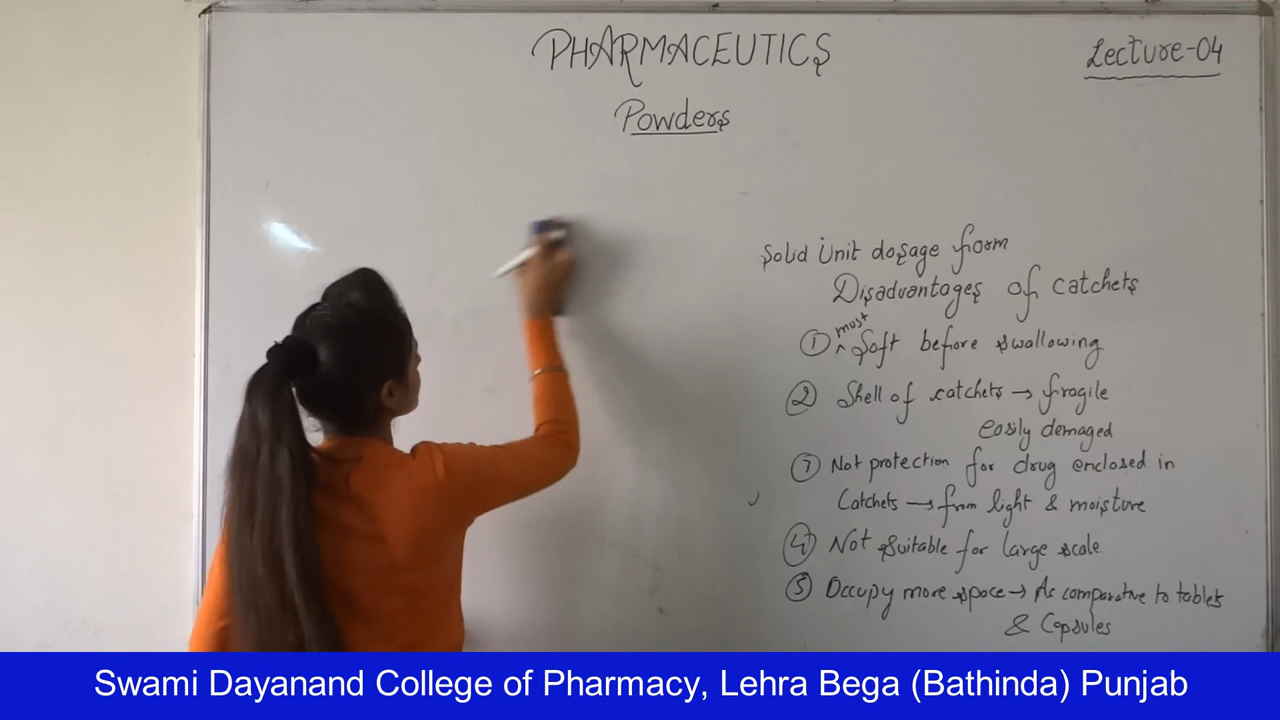 PHARMACEUTICS
Lecture-04
Powders
Solid Unit dosage form
Disadvantages of catchets
① ^ must Soft before swallowing
② Shell of catchets → fragile
easily demaged
③ Not protection for drug enclosed in
Catchets → from light & moisture
④ Not suitable for large scale.
⑤ Occupy more space → As comparative to tablets
& Capsules
Swami Dayanand College of Pharmacy, Lehra Bega (Bathinda) Punjab